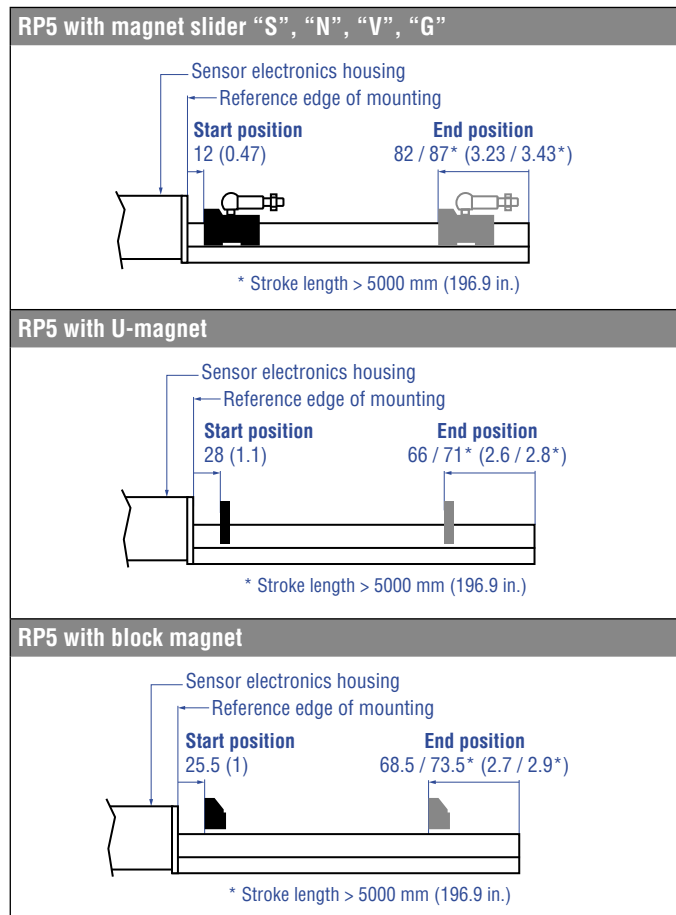 RP5 with magnet slider “S”, “N”, “V”, “G”
Sensor electronics housing
Reference edge of mounting
Start position
12 (0.47)
End position
82 / 87* (3.23 / 3.43*)
* Stroke length > 5000 mm (196.9 in.)
RP5 with U-magnet
Sensor electronics housing
Reference edge of mounting
Start position
28 (1.1)
End position
66 / 71* (2.6 / 2.8*)
* Stroke length > 5000 mm (196.9 in.)
RP5 with block magnet
Sensor electronics housing
Reference edge of mounting
Start position
25.5 (1)
End position
68.5 / 73.5* (2.7 / 2.9*)
* Stroke length > 5000 mm (196.9 in.)